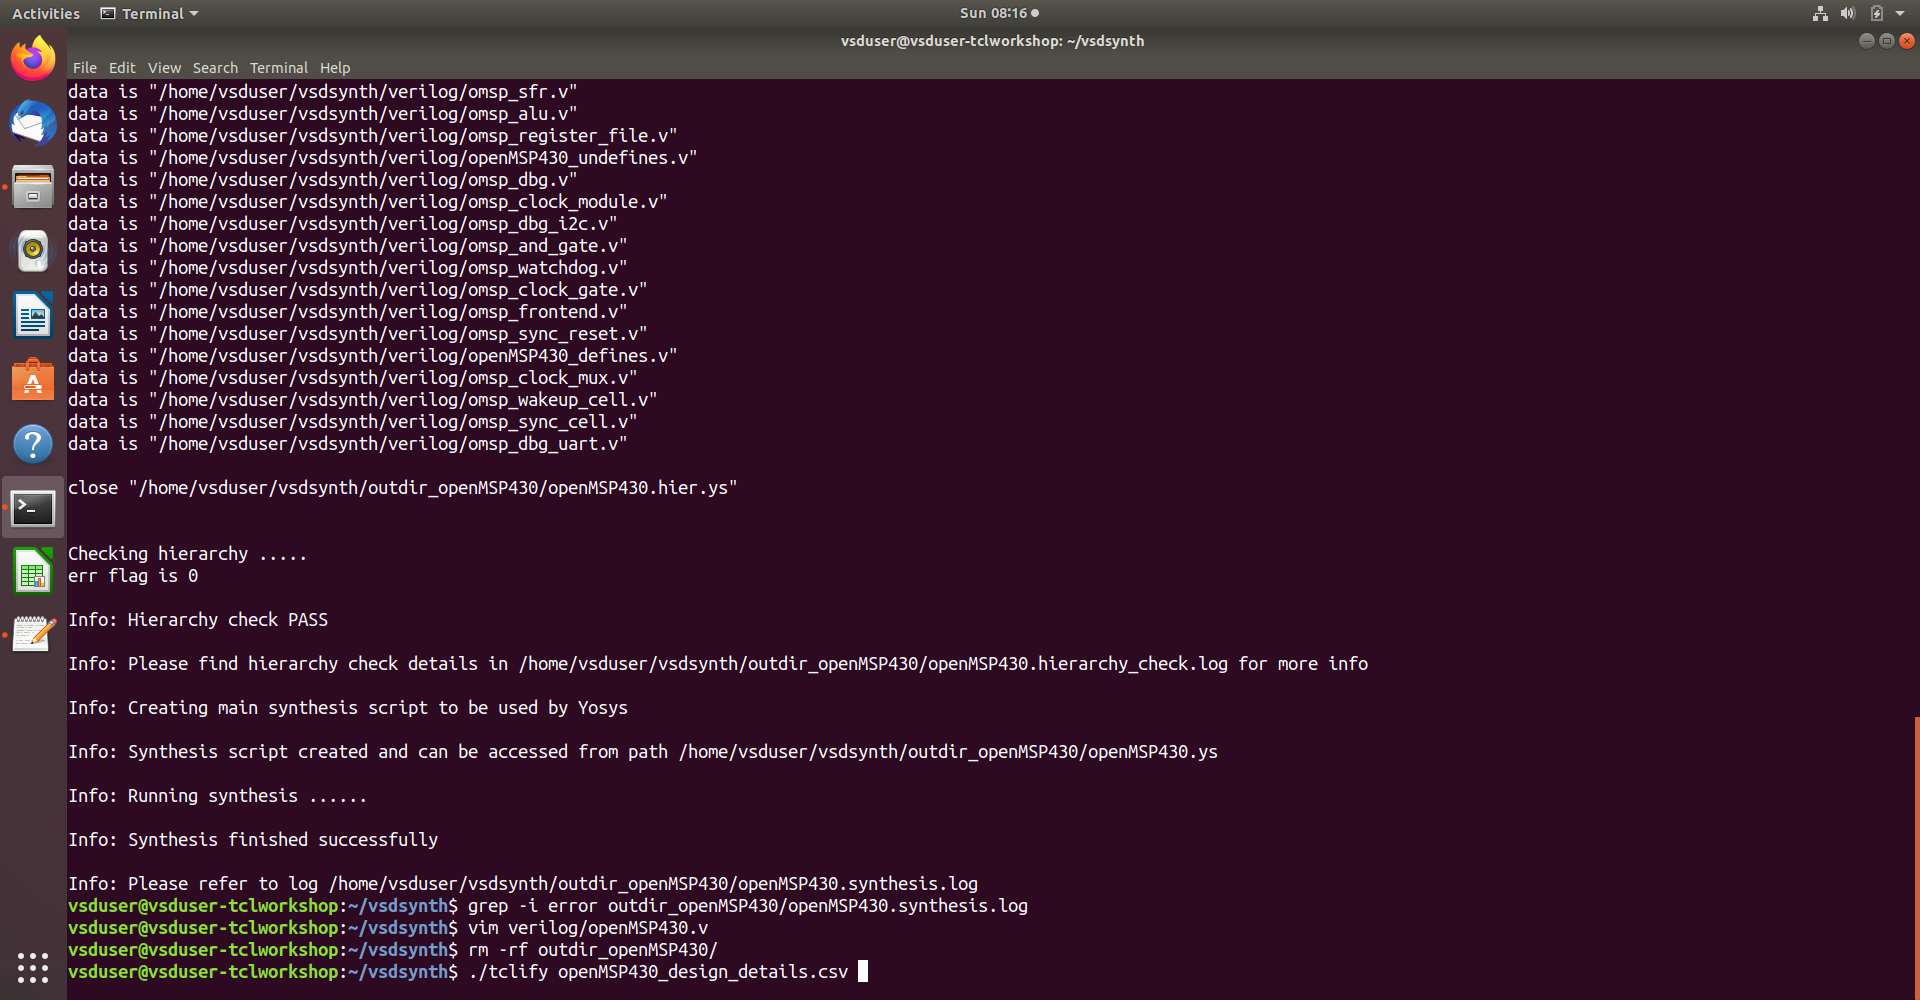 Activities Terminal Sun 08:16
vsduser@vsduser-tclworkshop: ~/vsdsynth
File Edit View Search Terminal Help
data is "/home/vsduser/vsdsynth/verilog/omsp_sfr.v"
data is "/home/vsduser/vsdsynth/verilog/omsp_alu.v"
data is "/home/vsduser/vsdsynth/verilog/omsp_register_file.v"
data is "/home/vsduser/vsdsynth/verilog/openMSP430_undefines.v"
data is "/home/vsduser/vsdsynth/verilog/omsp_dbg.v"
data is "/home/vsduser/vsdsynth/verilog/omsp_clock_module.v"
data is "/home/vsduser/vsdsynth/verilog/omsp_dbg_i2c.v"
data is "/home/vsduser/vsdsynth/verilog/omsp_and_gate.v"
data is "/home/vsduser/vsdsynth/verilog/omsp_watchdog.v"
data is "/home/vsduser/vsdsynth/verilog/omsp_clock_gate.v"
data is "/home/vsduser/vsdsynth/verilog/omsp_frontend.v"
data is "/home/vsduser/vsdsynth/verilog/omsp_sync_reset.v"
data is "/home/vsduser/vsdsynth/verilog/openMSP430_defines.v"
data is "/home/vsduser/vsdsynth/verilog/omsp_clock_mux.v"
data is "/home/vsduser/vsdsynth/verilog/omsp_wakeup_cell.v"
data is "/home/vsduser/vsdsynth/verilog/omsp_sync_cell.v"
data is "/home/vsduser/vsdsynth/verilog/omsp_dbg_uart.v"
close "/home/vsduser/vsdsynth/outdir_openMSP430/openMSP430.hier.ys"
Checking hierarchy .....
err flag is 0
Info: Hierarchy check PASS
Info: Please find hierarchy check details in /home/vsduser/vsdsynth/outdir_openMSP430/openMSP430.hierarchy_check.log for more info
Info: Creating main synthesis script to be used by Yosys
Info: Synthesis script created and can be accessed from path /home/vsduser/vsdsynth/outdir_openMSP430/openMSP430.ys
Info: Running synthesis ......
Info: Synthesis finished successfully
Info: Please refer to log /home/vsduser/vsdsynth/outdir_openMSP430/openMSP430.synthesis.log
vsduser@vsduser-tclworkshop:~/vsdsynth$ grep -i error outdir_openMSP430/openMSP430.synthesis.log
vsduser@vsduser-tclworkshop:~/vsdsynth$ vim verilog/openMSP430.v
vsduser@vsduser-tclworkshop:~/vsdsynth$ rm -rf outdir_openMSP430/
vsduser@vsduser-tclworkshop:~/vsdsynth$ ./tclify openMSP430_design_details.csv